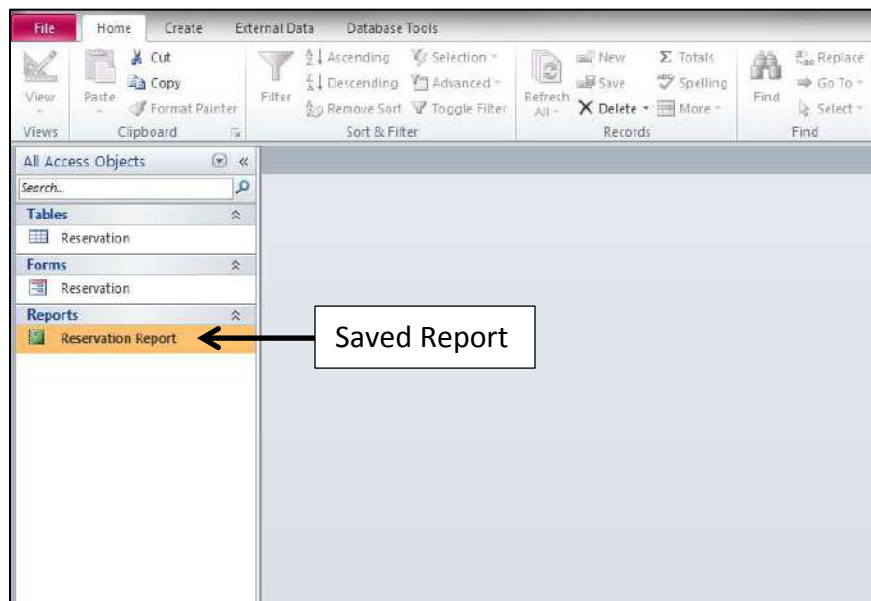 File Home Create External Data Database Tools
View
Views
Paste
Cut
Copy
Format Painter
Clipboard
Filter
Ascending
Descending
Remove Sort
Selection
Advanced
Toggle Filter
Sort & Filter
Refresh
All
New
Save
Delete
Totals
Spelling
More
Records
Find
Replace
Go To
Select
Find
All Access Objects
Search...
Tables
Reservation
Forms
Reservation
Reports
Reservation Report
Saved Report